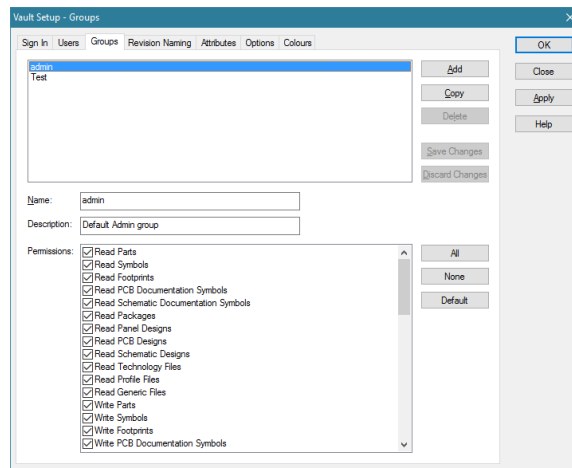 Vault Setup - Groups
Sign In Users Groups Revision Naming Attributes Options Colours
admin
Test
Add
Copy
Delete
Save Changes
Discard Changes
OK
Close
Apply
Help
Name: admin
Description: Default Admin group
Permissions:
Read Parts
Read Symbols
Read Footprints
Read PCB Documentation Symbols
Read Schematic Documentation Symbols
Read Packages
Read Panel Designs
Read PCB Designs
Read Schematic Designs
Read Technology Files
Read Profile Files
Read Generic Files
Write Parts
Write Symbols
Write Footprints
Write PCB Documentation Symbols
All
None
Default